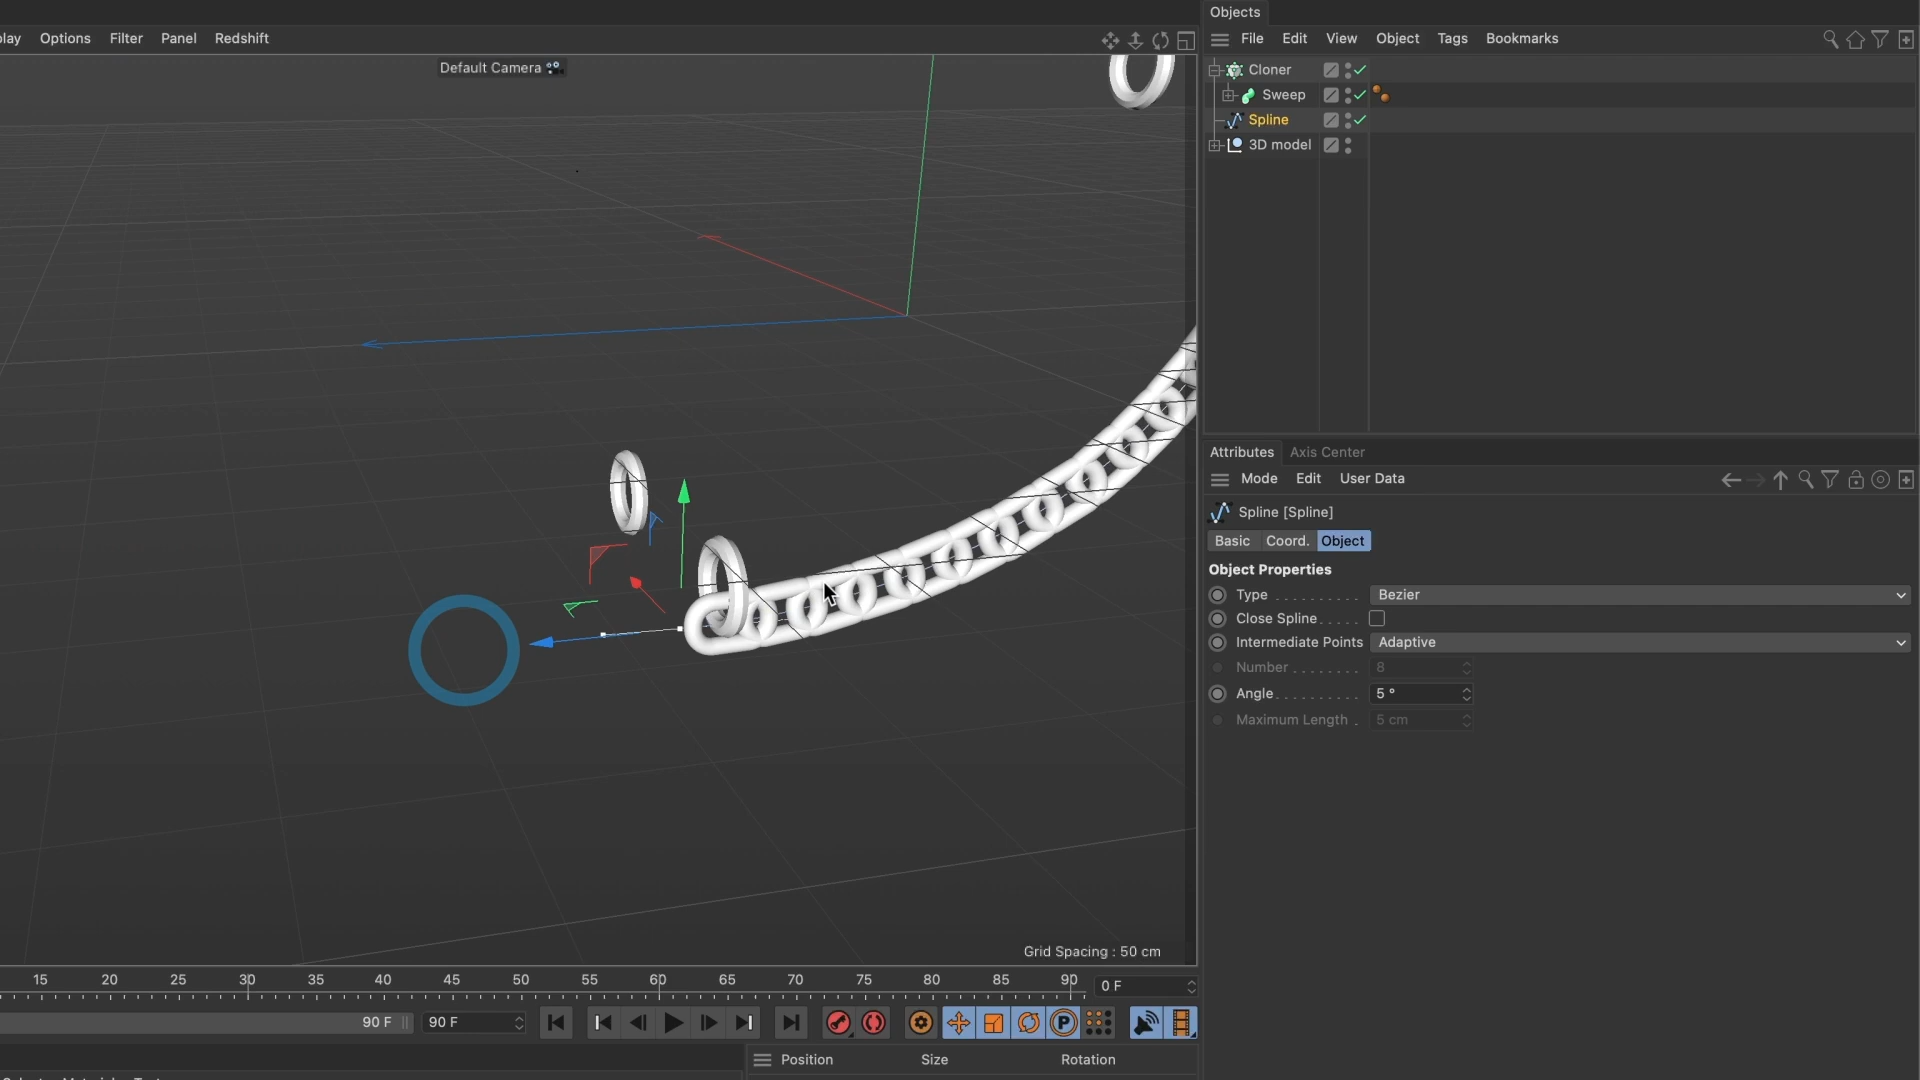 Options Filter Panel Redshift
Default Camera
Grid Spacing : 50 cm
15 20 25 30 35 40 45 50 55 60 65 70 75 80 85 90
0 F
90 F
90 F
P
Position Size Rotation
Objects
File Edit View Object Tags Bookmarks
Cloner
Sweep
Spline
3D model
Attributes Axis Center
Mode Edit User Data
Spline [Spline]
Basic Coord. Object
Object Properties
Type . . . . . . . . . . Bezier
Close Spline . . . . .
Intermediate Points Adaptive
Number . . . . . . . . 8
Angle . . . . . . . . . . 5 °
Maximum Length . 5 cm